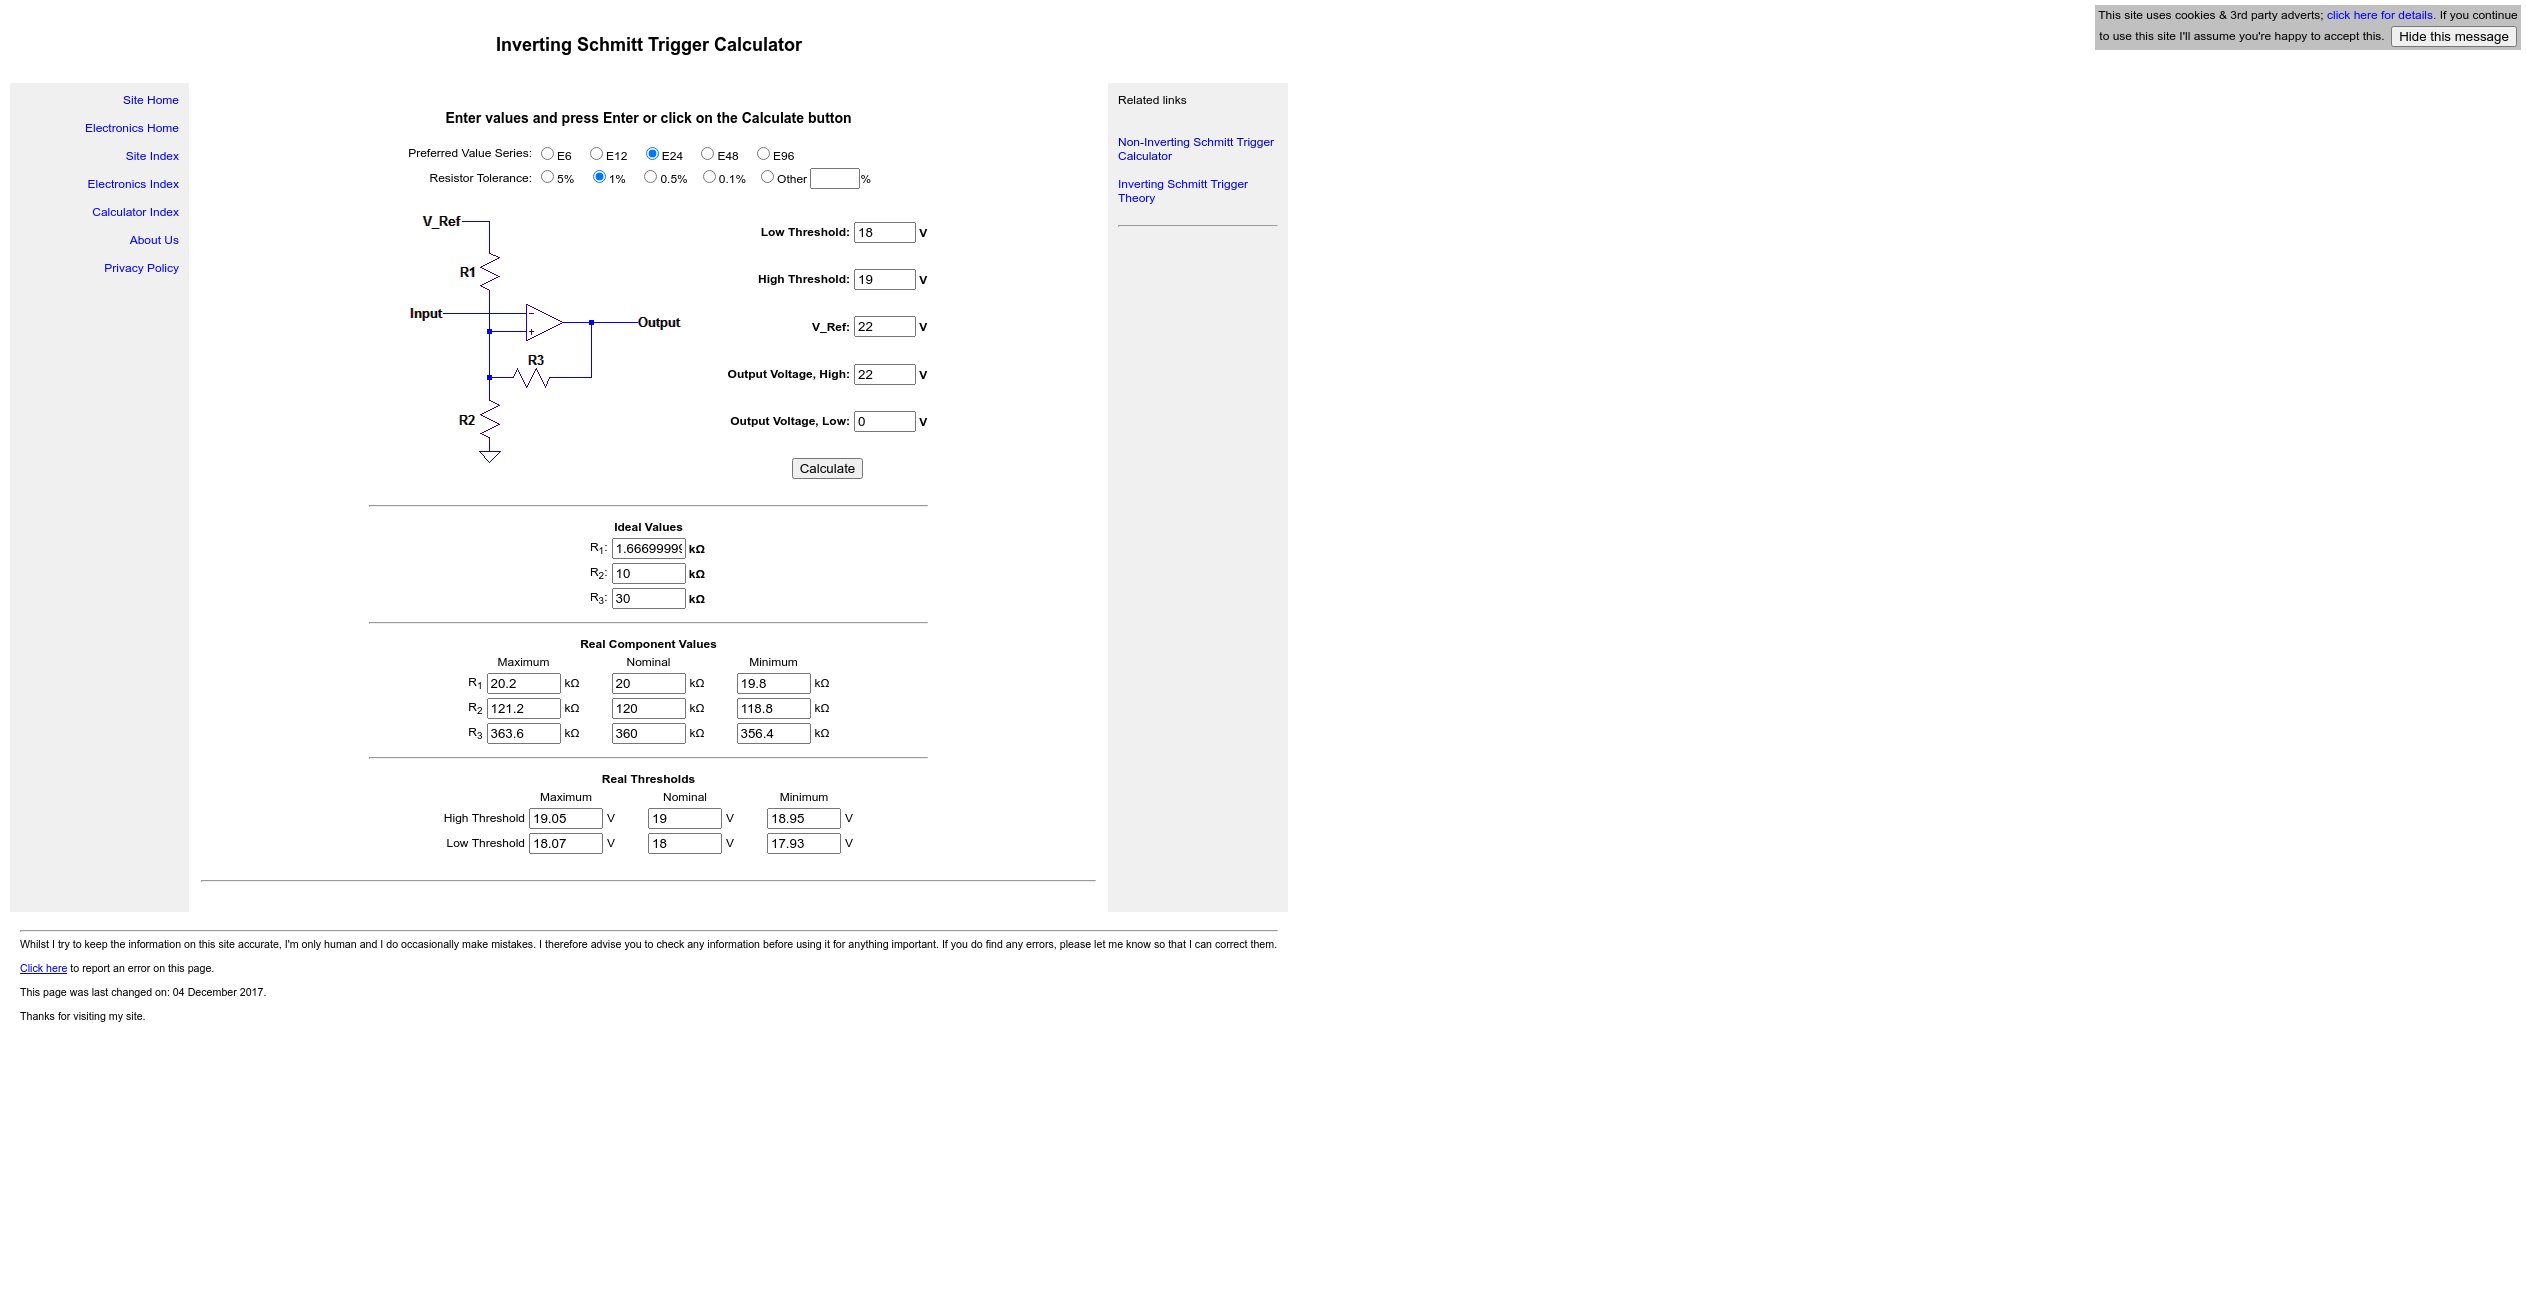 This site uses cookies & 3rd party adverts; click here for details. If you continue
to use this site I'll assume you're happy to accept this. Hide this message
Inverting Schmitt Trigger Calculator
Site Home
Electronics Home
Site Index
Electronics Index
Calculator Index
About Us
Privacy Policy
Enter values and press Enter or click on the Calculate button
Preferred Value Series: E6 E12 E24 E48 E96
Resistor Tolerance: 5% 1% 0.5% 0.1% Other %
V_Ref
R1
Input
- 
+
Output
R3
R2
Low Threshold: 18 V
High Threshold: 19 V
V_Ref: 22 V
Output Voltage, High: 22 V
Output Voltage, Low: 0 V
Calculate
Ideal Values
R1: 1.6669999 kΩ
R2: 10 kΩ
R3: 30 kΩ
Real Component Values
Maximum Nominal Minimum
R1 20.2 kΩ 20 kΩ 19.8 kΩ
R2 121.2 kΩ 120 kΩ 118.8 kΩ
R3 363.6 kΩ 360 kΩ 356.4 kΩ
Real Thresholds
Maximum Nominal Minimum
High Threshold 19.05 V 19 V 18.95 V
Low Threshold 18.07 V 18 V 17.93 V
Related links
Non-Inverting Schmitt Trigger
Calculator
Inverting Schmitt Trigger
Theory
Whilst I try to keep the information on this site accurate, I'm only human and I do occasionally make mistakes. I therefore advise you to check any information before using it for anything important. If you do find any errors, please let me know so that I can correct them.
Click here to report an error on this page.
This page was last changed on: 04 December 2017.
Thanks for visiting my site.